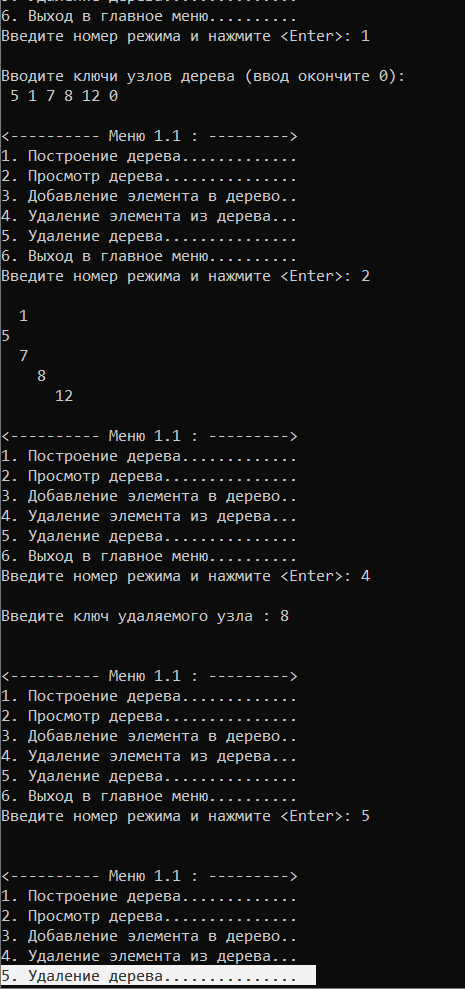 6. Выход в главное меню..........
Введите номер режима и нажмите <Enter>: 1
Вводите ключи узлов дерева (ввод окончите 0):
5 1 7 8 12 0
<---------- Меню 1.1 : --------->
1. Построение дерева.............
2. Просмотр дерева...............
3. Добавление элемента в дерево..
4. Удаление элемента из дерева...
5. Удаление дерева...............
6. Выход в главное меню..........
Введите номер режима и нажмите <Enter>: 2
1
5
7
8
12
<---------- Меню 1.1 : --------->
1. Построение дерева.............
2. Просмотр дерева...............
3. Добавление элемента в дерево..
4. Удаление элемента из дерева...
5. Удаление дерева...............
6. Выход в главное меню..........
Введите номер режима и нажмите <Enter>: 4
Введите ключ удаляемого узла : 8
<---------- Меню 1.1 : --------->
1. Построение дерева.............
2. Просмотр дерева...............
3. Добавление элемента в дерево..
4. Удаление элемента из дерева...
5. Удаление дерева...............
6. Выход в главное меню..........
Введите номер режима и нажмите <Enter>: 5
<---------- Меню 1.1 : --------->
1. Построение дерева.............
2. Просмотр дерева...............
3. Добавление элемента в дерево..
4. Удаление элемента из дерева...
5. Удаление дерева...............